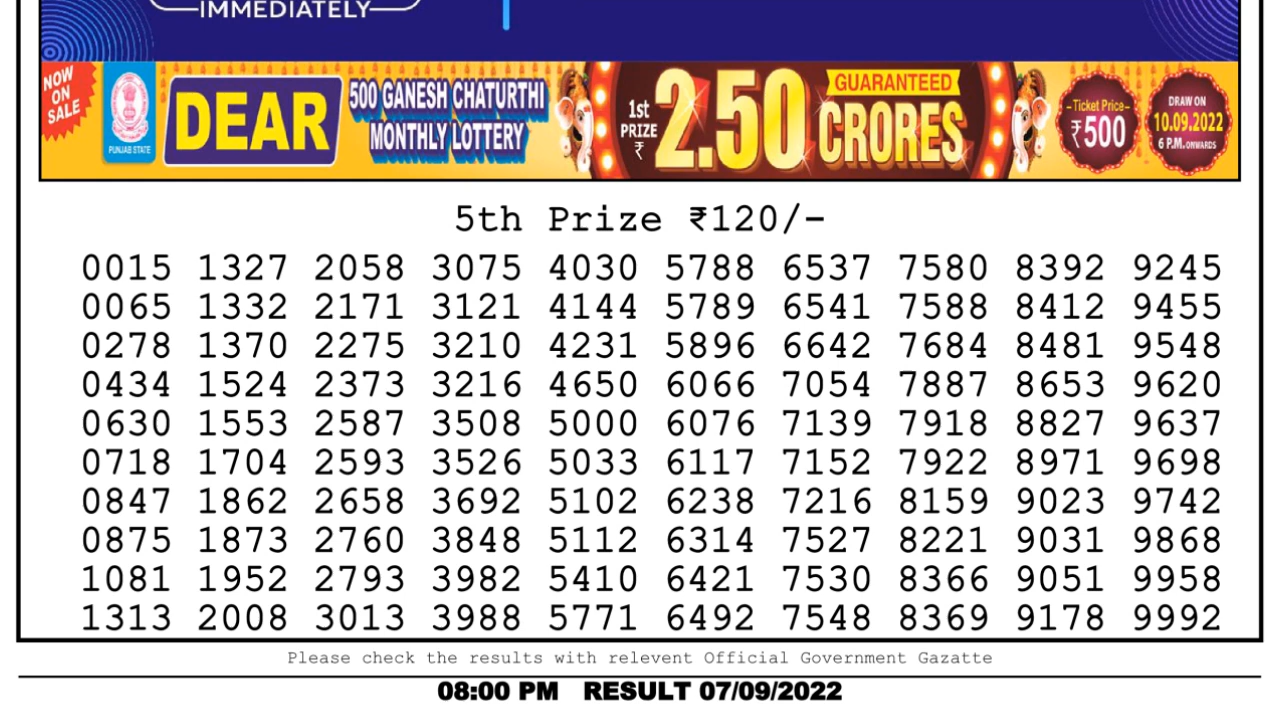 IMMEDIATELY
NOW
ON
SALE
PUNJAB STATE
DEAR
500 GANESH CHATURTHI
MONTHLY LOTTERY
1st
PRIZE
₹
2.50
GUARANTEED
CRORES
Ticket Price
₹500
DRAW ON
10.09.2022
6 P.M. ONWARDS
5th Prize ₹120/-
0015 1327 2058 3075 4030 5788 6537 7580 8392 9245
0065 1332 2171 3121 4144 5789 6541 7588 8412 9455
0278 1370 2275 3210 4231 5896 6642 7684 8481 9548
0434 1524 2373 3216 4650 6066 7054 7887 8653 9620
0630 1553 2587 3508 5000 6076 7139 7918 8827 9637
0718 1704 2593 3526 5033 6117 7152 7922 8971 9698
0847 1862 2658 3692 5102 6238 7216 8159 9023 9742
0875 1873 2760 3848 5112 6314 7527 8221 9031 9868
1081 1952 2793 3982 5410 6421 7530 8366 9051 9958
1313 2008 3013 3988 5771 6492 7548 8369 9178 9992
Please check the results with relevent Official Government Gazatte
08:00 PM RESULT 07/09/2022